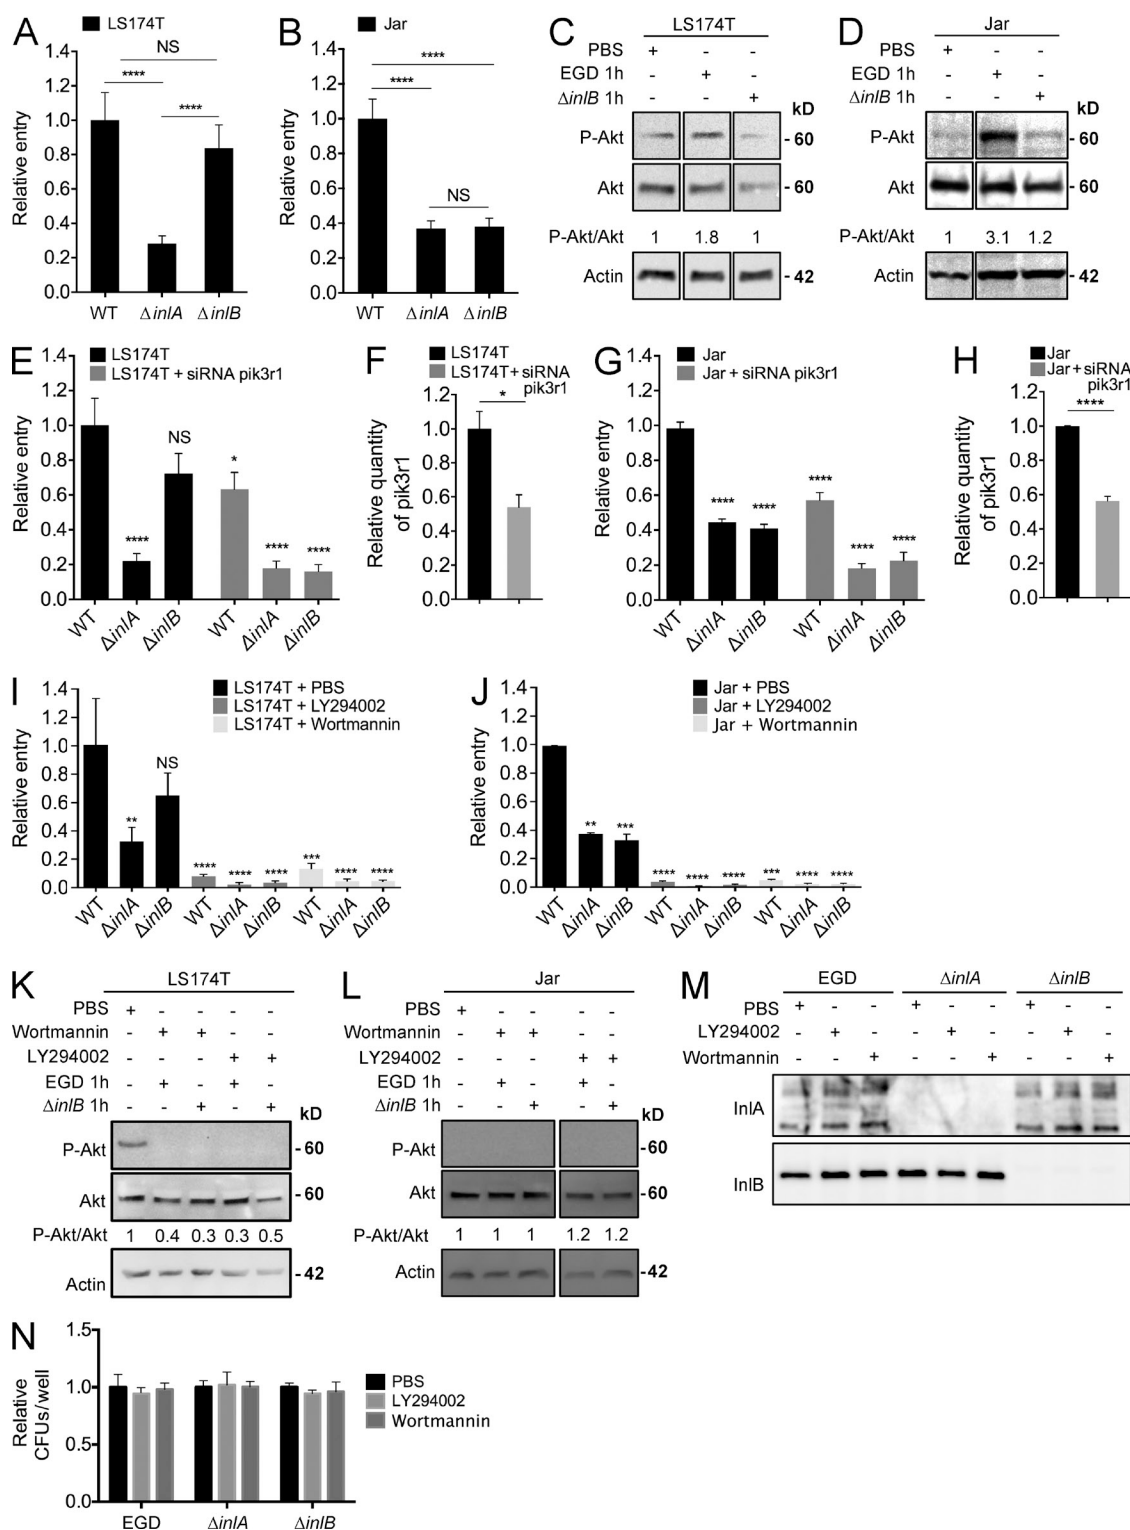 A
LS174T
Relative entry
1.4
1.2
1.0
0.8
0.6
0.4
0.2
0.0
NS
****
****
WT ΔinlA ΔinlB
B
Jar
Relative entry
1.4
1.2
1.0
0.8
0.6
0.4
0.2
0.0
****
****
NS
WT ΔinlA ΔinlB
C
LS174T
PBS + - -
EGD 1h - + -
ΔinlB 1h - - +
kD
P-Akt - 60
Akt - 60
P-Akt/Akt 1 1.8 1
Actin - 42
D
Jar
PBS + - -
EGD 1h - + -
ΔinlB 1h - - +
kD
P-Akt - 60
Akt - 60
P-Akt/Akt 1 3.1 1.2
Actin - 42
E
LS174T
LS174T + siRNA pik3r1
Relative entry
1.4
1.2
1.0
0.8
0.6
0.4
0.2
0.0
**** NS * **** ****
WT ΔinlA ΔinlB WT ΔinlA ΔinlB
F
LS174T
LS174T+siRNA
pik3r1
Relative quantity
of pik3r1
1.2
1.0
0.8
0.6
0.4
0.2
0.0
*
G
Jar
Jar + siRNA pik3r1
Relative entry
1.4
1.2
1.0
0.8
0.6
0.4
0.2
0.0
**** **** **** **** ****
WT ΔinlA ΔinlB WT ΔinlA ΔinlB
H
Jar
Jar+siRNA
pik3r1
Relative quantity
of pik3r1
1.2
1.0
0.8
0.6
0.4
0.2
0.0
****
I
LS174T + PBS
LS174T + LY294002
LS174T + Wortmannin
Relative entry
1.4
1.2
1.0
0.8
0.6
0.4
0.2
0.0
** NS **** **** **** *** **** ****
WT ΔinlA ΔinlB WT ΔinlA ΔinlB WT ΔinlA ΔinlB
J
Jar + PBS
Jar + LY294002
Jar + Wortmannin
Relative entry
1.4
1.2
1.0
0.8
0.6
0.4
0.2
0.0
** *** **** **** **** *** **** ****
WT ΔinlA ΔinlB WT ΔinlA ΔinlB WT ΔinlA ΔinlB
K
LS174T
PBS + - - - -
Wortmannin - + + - -
LY294002 - - - + +
EGD 1h - + - + -
ΔinlB 1h - - + - +
kD
P-Akt - 60
Akt - 60
P-Akt/Akt 1 0.4 0.3 0.3 0.5
Actin - 42
L
Jar
PBS + - - - -
Wortmannin - + + - -
LY294002 - - - + +
EGD 1h - + - + -
ΔinlB 1h - - + - +
kD
P-Akt - 60
Akt - 60
P-Akt/Akt 1 1 1 1.2 1.2
Actin - 42
M
EGD ΔinlA ΔinlB
PBS + - - + - - + - -
LY294002 - + - - + - - + -
Wortmannin - - + - - + - - +
InlA
InlB
N
Relative
CFUs/well
1.5
1.0
0.5
0.0
PBS
LY294002
Wortmannin
EGD ΔinlA ΔinlB